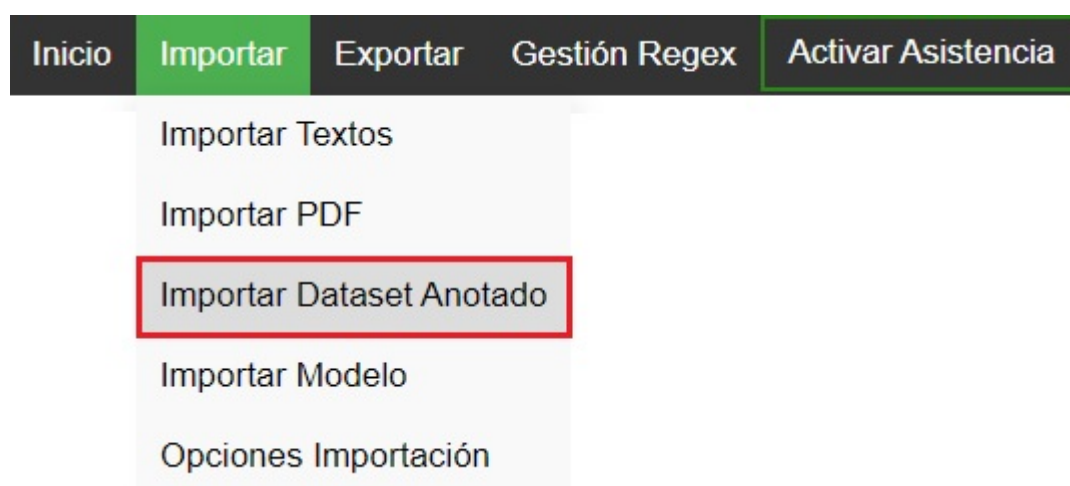 Inicio Importar Exportar Gestión Regex Activar Asistencia
Importar Textos
Importar PDF
Importar Dataset Anotado
Importar Modelo
Opciones Importación